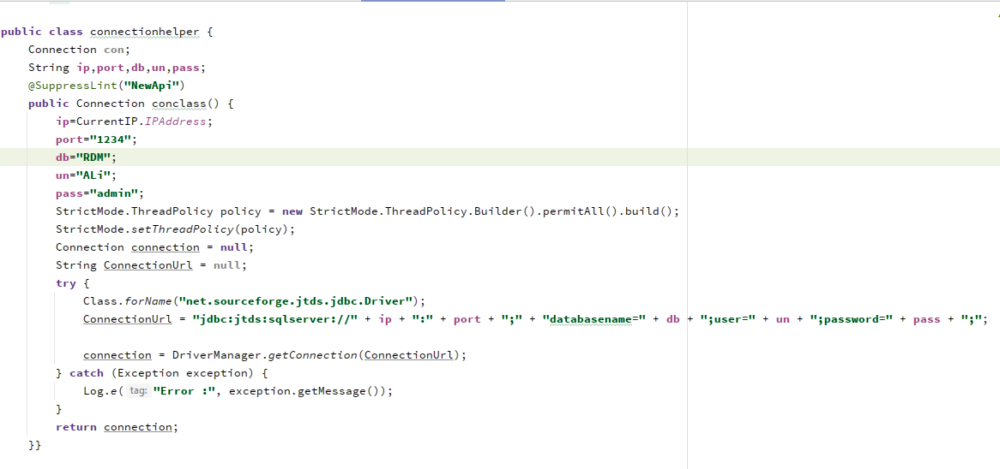 public class connectionhelper {
    Connection con;
    String ip,port,db,un,pass;
    @SuppressLint("NewApi")
    public Connection conclass() {
        ip=CurrentIP.IPAddress;
        port="1234";
        db="RDM";
        un="ALi";
        pass="admin";
        StrictMode.ThreadPolicy policy = new StrictMode.ThreadPolicy.Builder().permitAll().build();
        StrictMode.setThreadPolicy(policy);
        Connection connection = null;
        String ConnectionUrl = null;
        try {
            Class.forName("net.sourceforge.jtds.jdbc.Driver");
            ConnectionUrl = "jdbc:jtds:sqlserver://" + ip + ":" + port + ";" + "databasename=" + db + ";user=" + un + ";password=" + pass + ";";
            connection = DriverManager.getConnection(ConnectionUrl);
        } catch (Exception exception) {
            Log.e( tag: "Error :", exception.getMessage());
        }
        return connection;
    }}